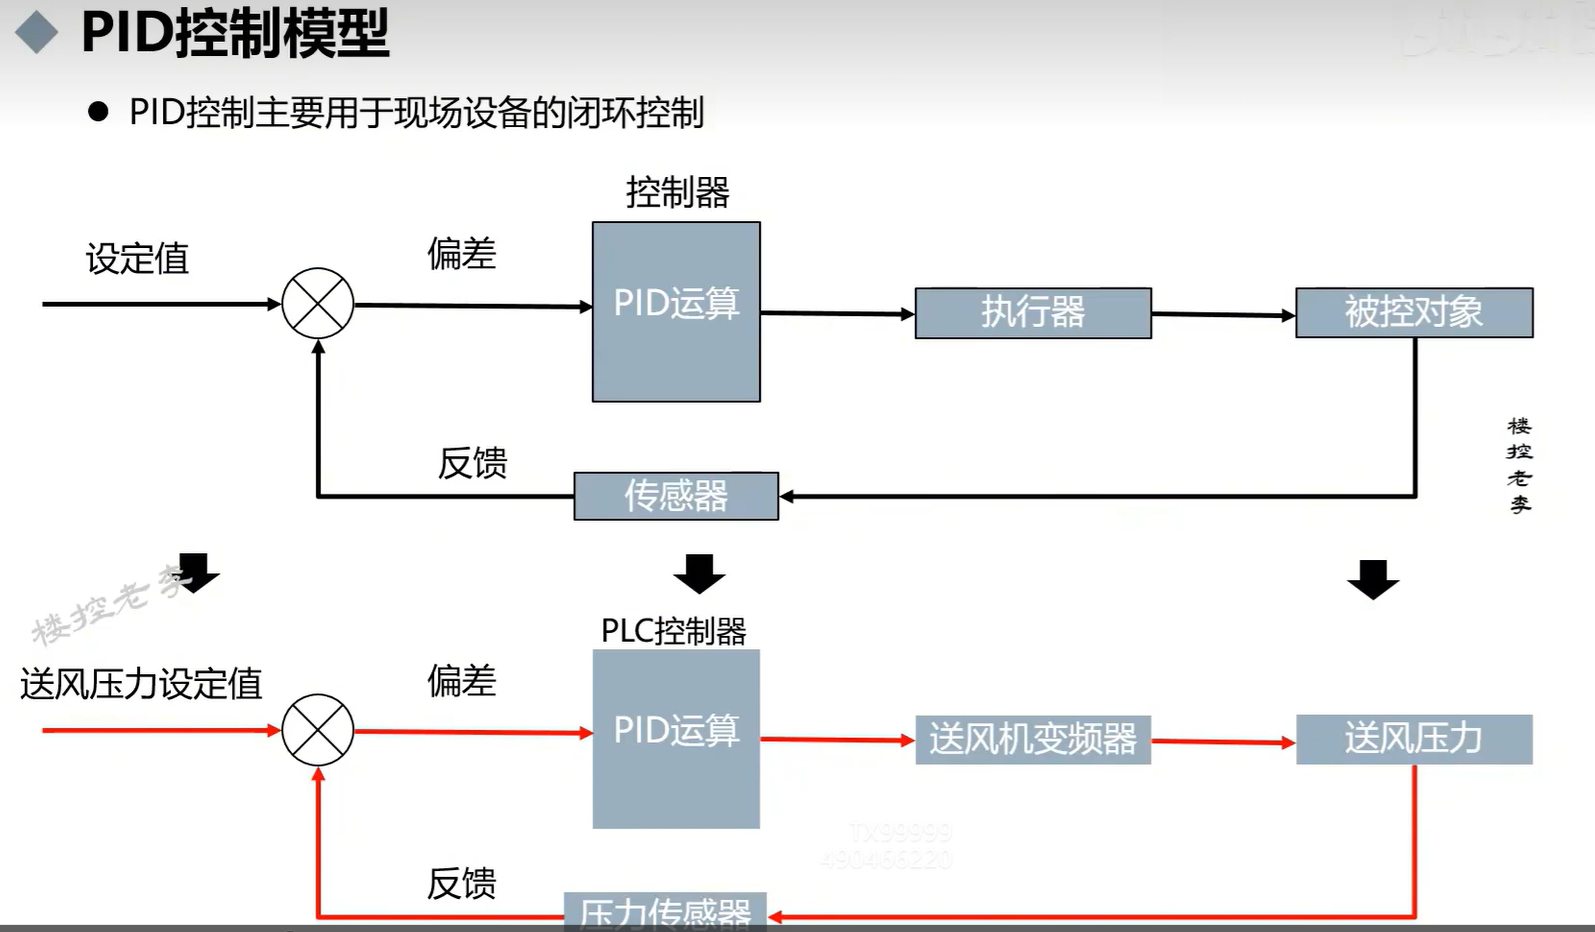 PID控制模型
PID控制主要用于现场设备的闭环控制
控制器
设定值
偏差
PID运算
执行器
被控对象
反馈
传感器
楼控老李
楼控老李
PLC控制器
送风压力设定值
偏差
PID运算
送风机变频器
送风压力
TX99999
490466220
反馈
压力传感器